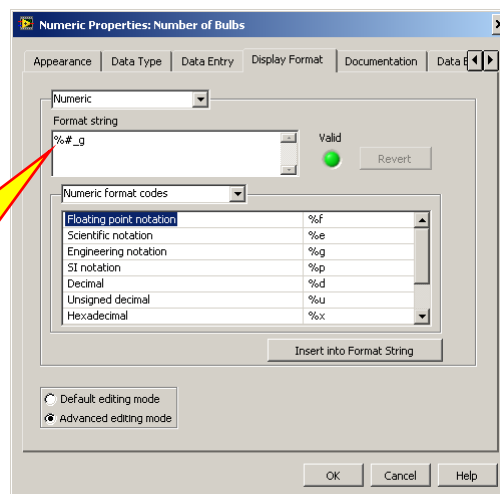 Numeric Properties: Number of Bulbs
Appearance Data Type Data Entry Display Format Documentation Data E
Numeric
Format string
%#_g
Valid
Revert
Numeric format codes
Floating point notation %f
Scientific notation %e
Engineering notation %g
SI notation %p
Decimal %d
Unsigned decimal %u
Hexadecimal %x
Insert into Format String
Default editing mode
Advanced editing mode
OK Cancel Help